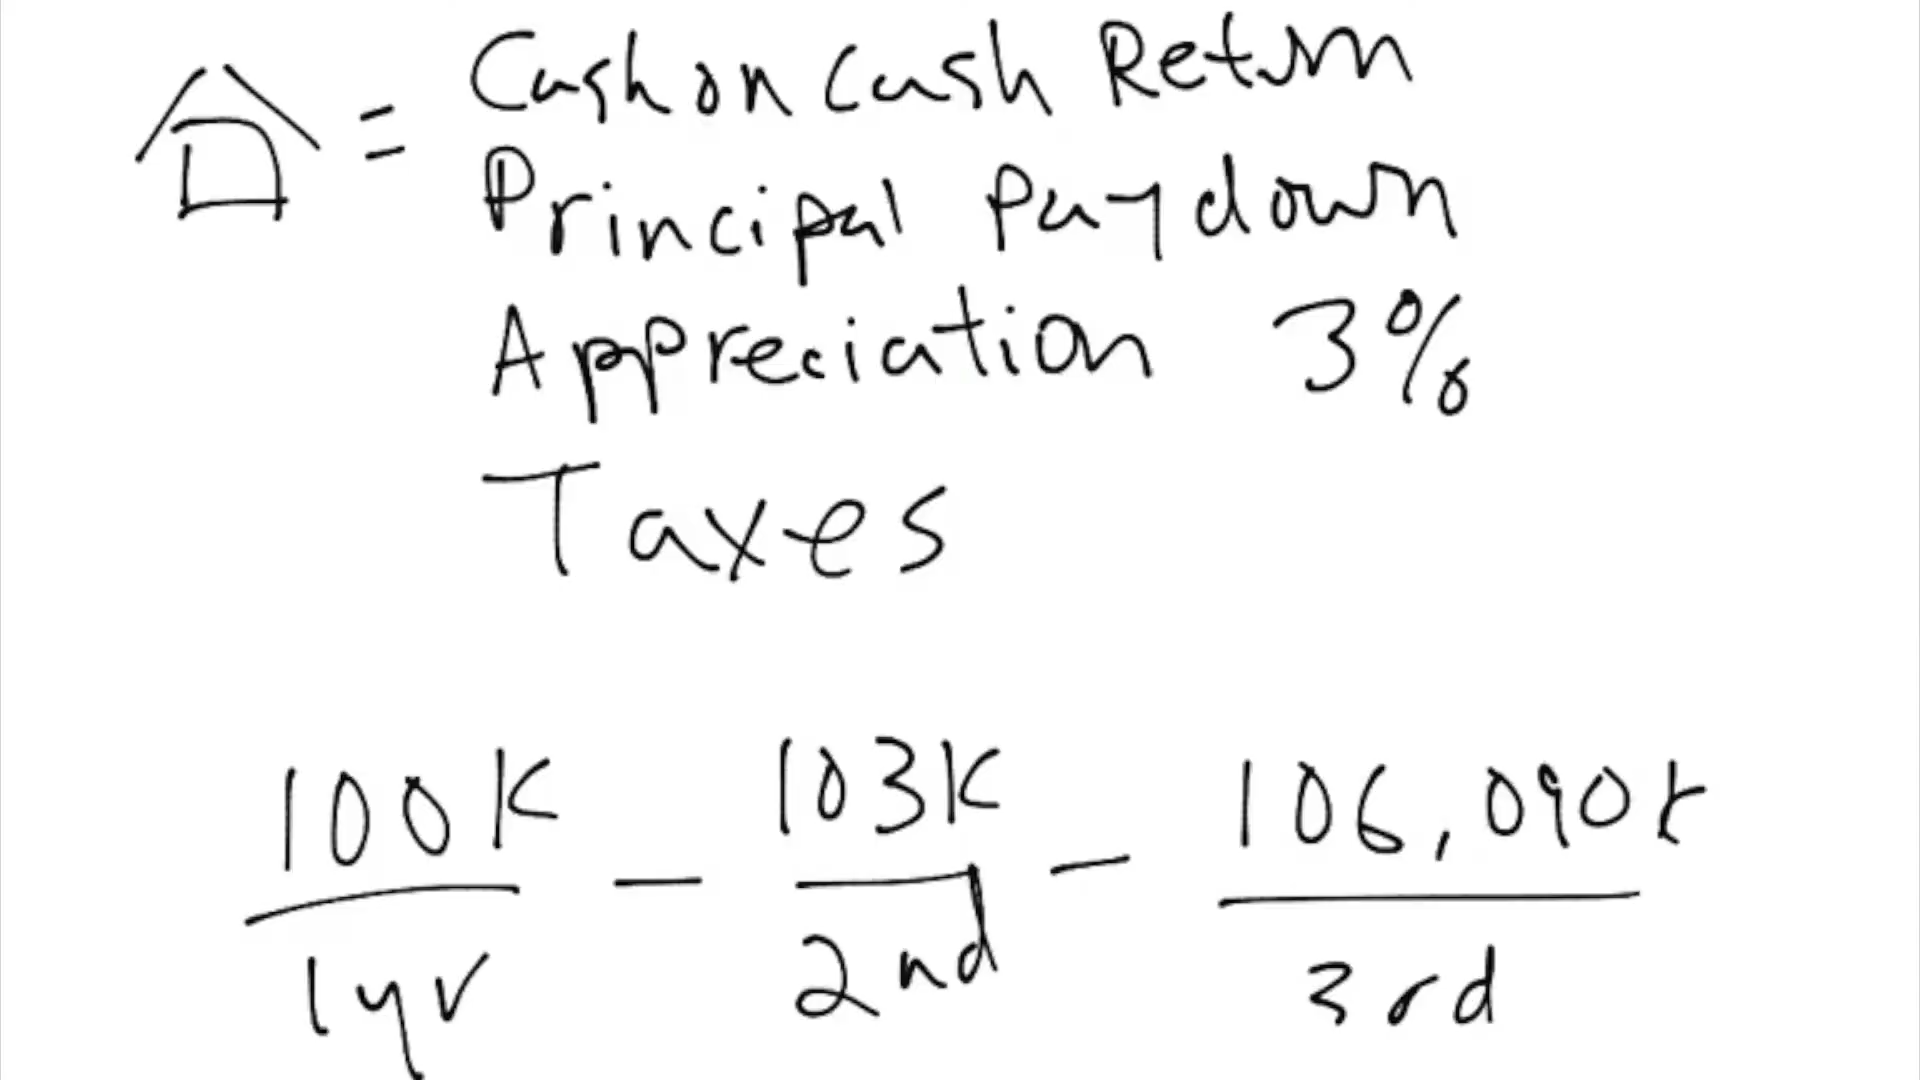 = Cash on Cash Return
Principal Paydown
Appreciation 3%
Taxes
100K – 103K – 106,090k
1yr 2nd 3rd